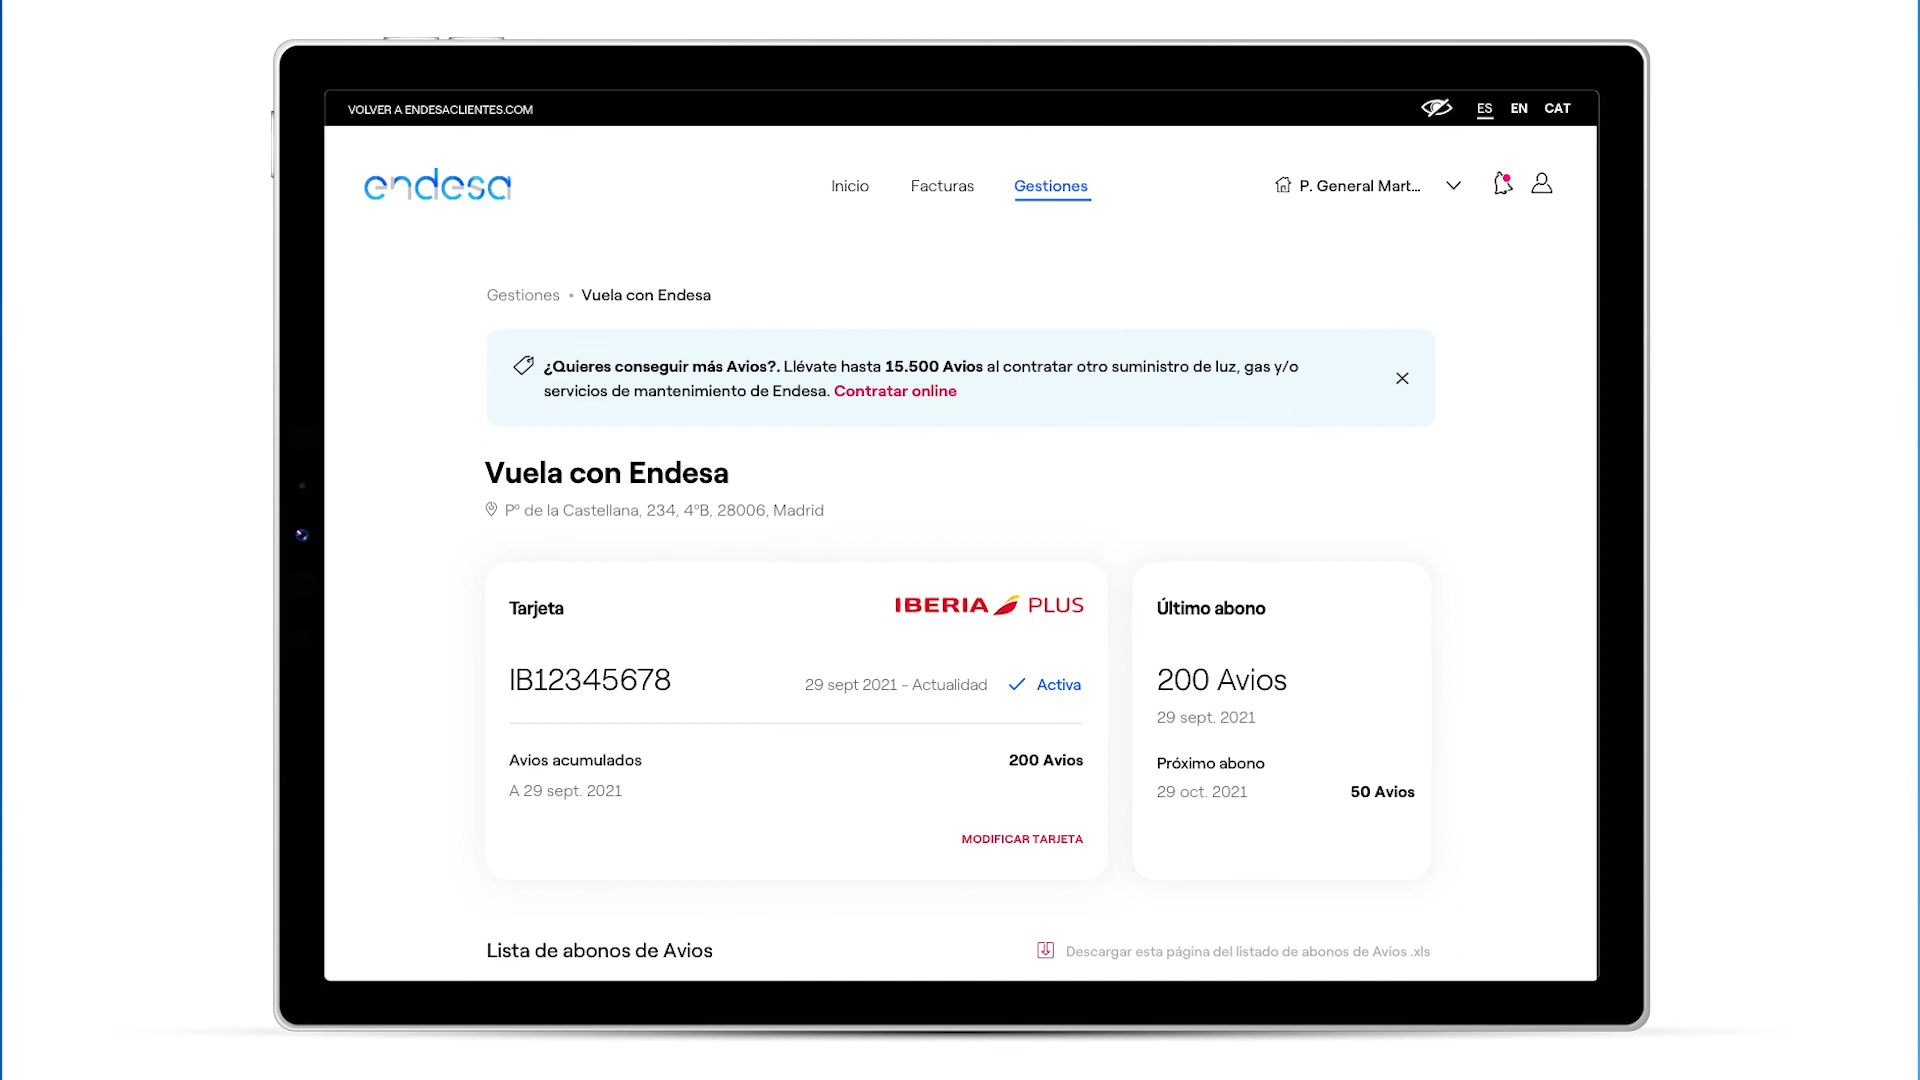 VOLVER A ENDESACLIENTES.COM
ES EN CAT
endesa
Inicio
Facturas
Gestiones
P. General Mart...
Gestiones • Vuela con Endesa
¿Quieres conseguir más Avios?. Llévate hasta 15.500 Avios al contratar otro suministro de luz, gas y/o
servicios de mantenimiento de Endesa. Contratar online
Vuela con Endesa
Pº de la Castellana, 234, 4ºB, 28006, Madrid
Tarjeta
IBERIA PLUS
IB12345678
29 sept 2021 - Actualidad
Activa
Avios acumulados
200 Avios
A 29 sept. 2021
MODIFICAR TARJETA
Último abono
200 Avios
29 sept. 2021
Próximo abono
29 oct. 2021
50 Avios
Lista de abonos de Avios
Descargar esta página del listado de abonos de Avios .xls